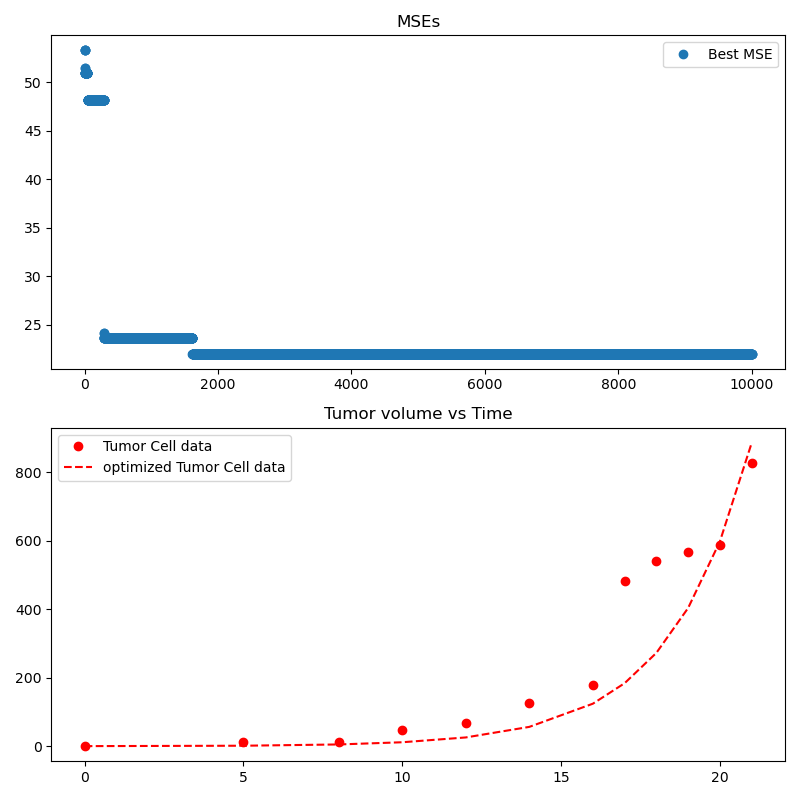 MSEs
Best MSE
50
45
40
35
30
25
0 2000 4000 6000 8000 10000
Tumor volume vs Time
Tumor Cell data
optimized Tumor Cell data
800
600
400
200
0
0 5 10 15 20